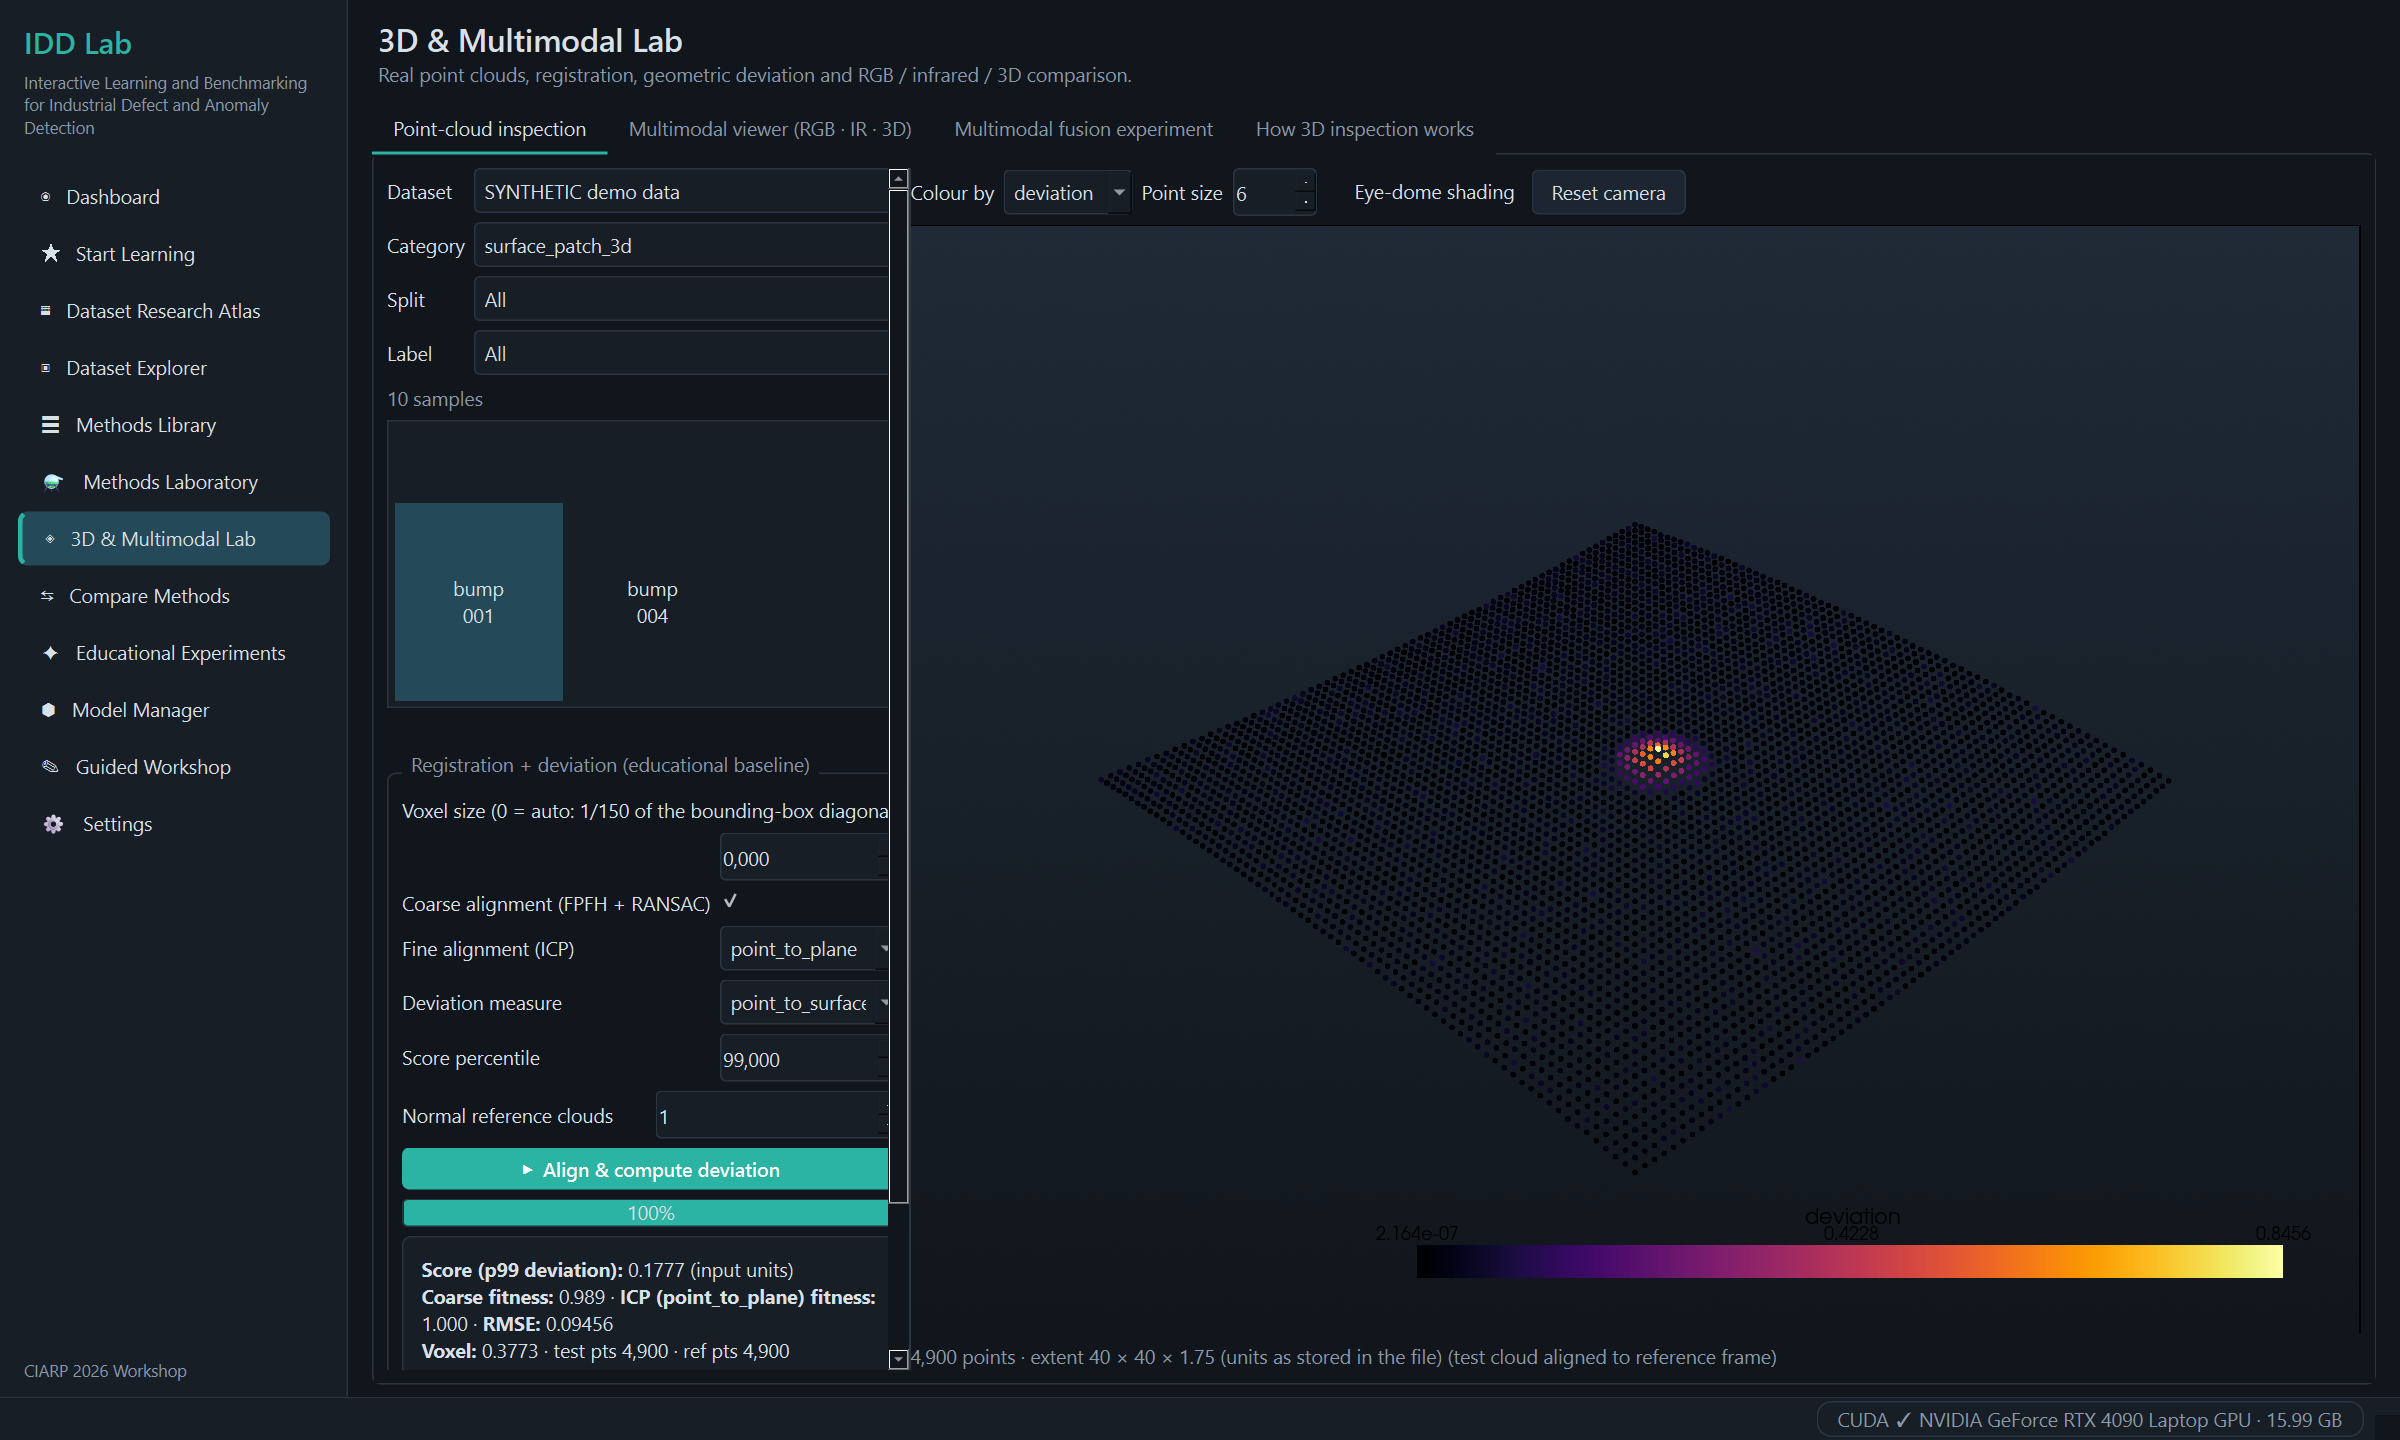 IDD Lab
Interactive Learning and Benchmarking
for Industrial Defect and Anomaly
Detection
Dashboard
Start Learning
Dataset Research Atlas
Dataset Explorer
Methods Library
Methods Laboratory
3D & Multimodal Lab
Compare Methods
Educational Experiments
Model Manager
Guided Workshop
Settings
CIARP 2026 Workshop
3D & Multimodal Lab
Real point clouds, registration, geometric deviation and RGB / infrared / 3D comparison.
Point-cloud inspection
Multimodal viewer (RGB · IR · 3D)
Multimodal fusion experiment
How 3D inspection works
Dataset SYNTHETIC demo data
Category surface_patch_3d
Split All
Label All
10 samples
bump
001
bump
004
Registration + deviation (educational baseline)
Voxel size (0 = auto: 1/150 of the bounding-box diagona
0,000
Coarse alignment (FPFH + RANSAC) ✓
Fine alignment (ICP) point_to_plane
Deviation measure point_to_surface
Score percentile 99,000
Normal reference clouds 1
Align & compute deviation
100%
Score (p99 deviation): 0.1777 (input units)
Coarse fitness: 0.989 · ICP (point_to_plane) fitness:
1.000 · RMSE: 0.09456
Voxel: 0.3773 · test pts 4,900 · ref pts 4,900
Colour by deviation Point size 6 Eye-dome shading Reset camera
deviation
2.164e-07 0.4228 0.8456
4,900 points · extent 40 × 40 × 1.75 (units as stored in the file) (test cloud aligned to reference frame)
CUDA ✓ NVIDIA GeForce RTX 4090 Laptop GPU · 15.99 GB